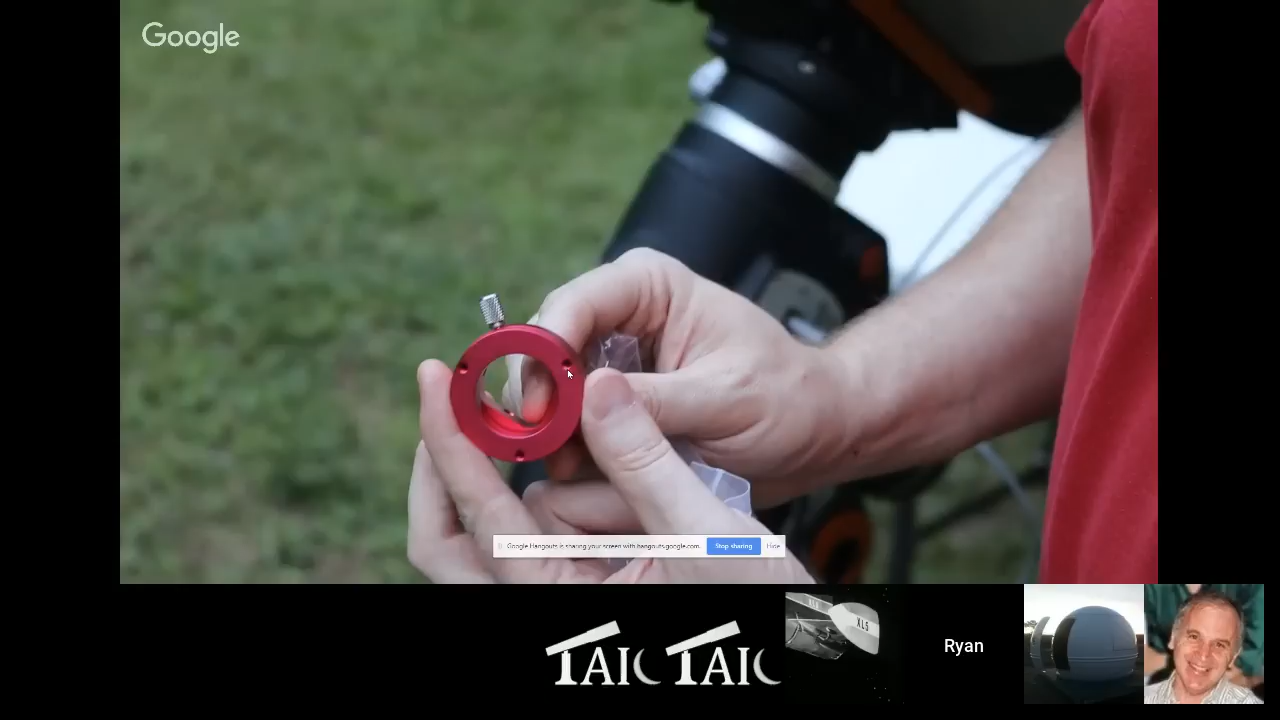 Google
Google Hangouts is sharing your screen with hangouts.google.com.
Stop sharing
Hide
TAIC
TAIC
XLS
Ryan